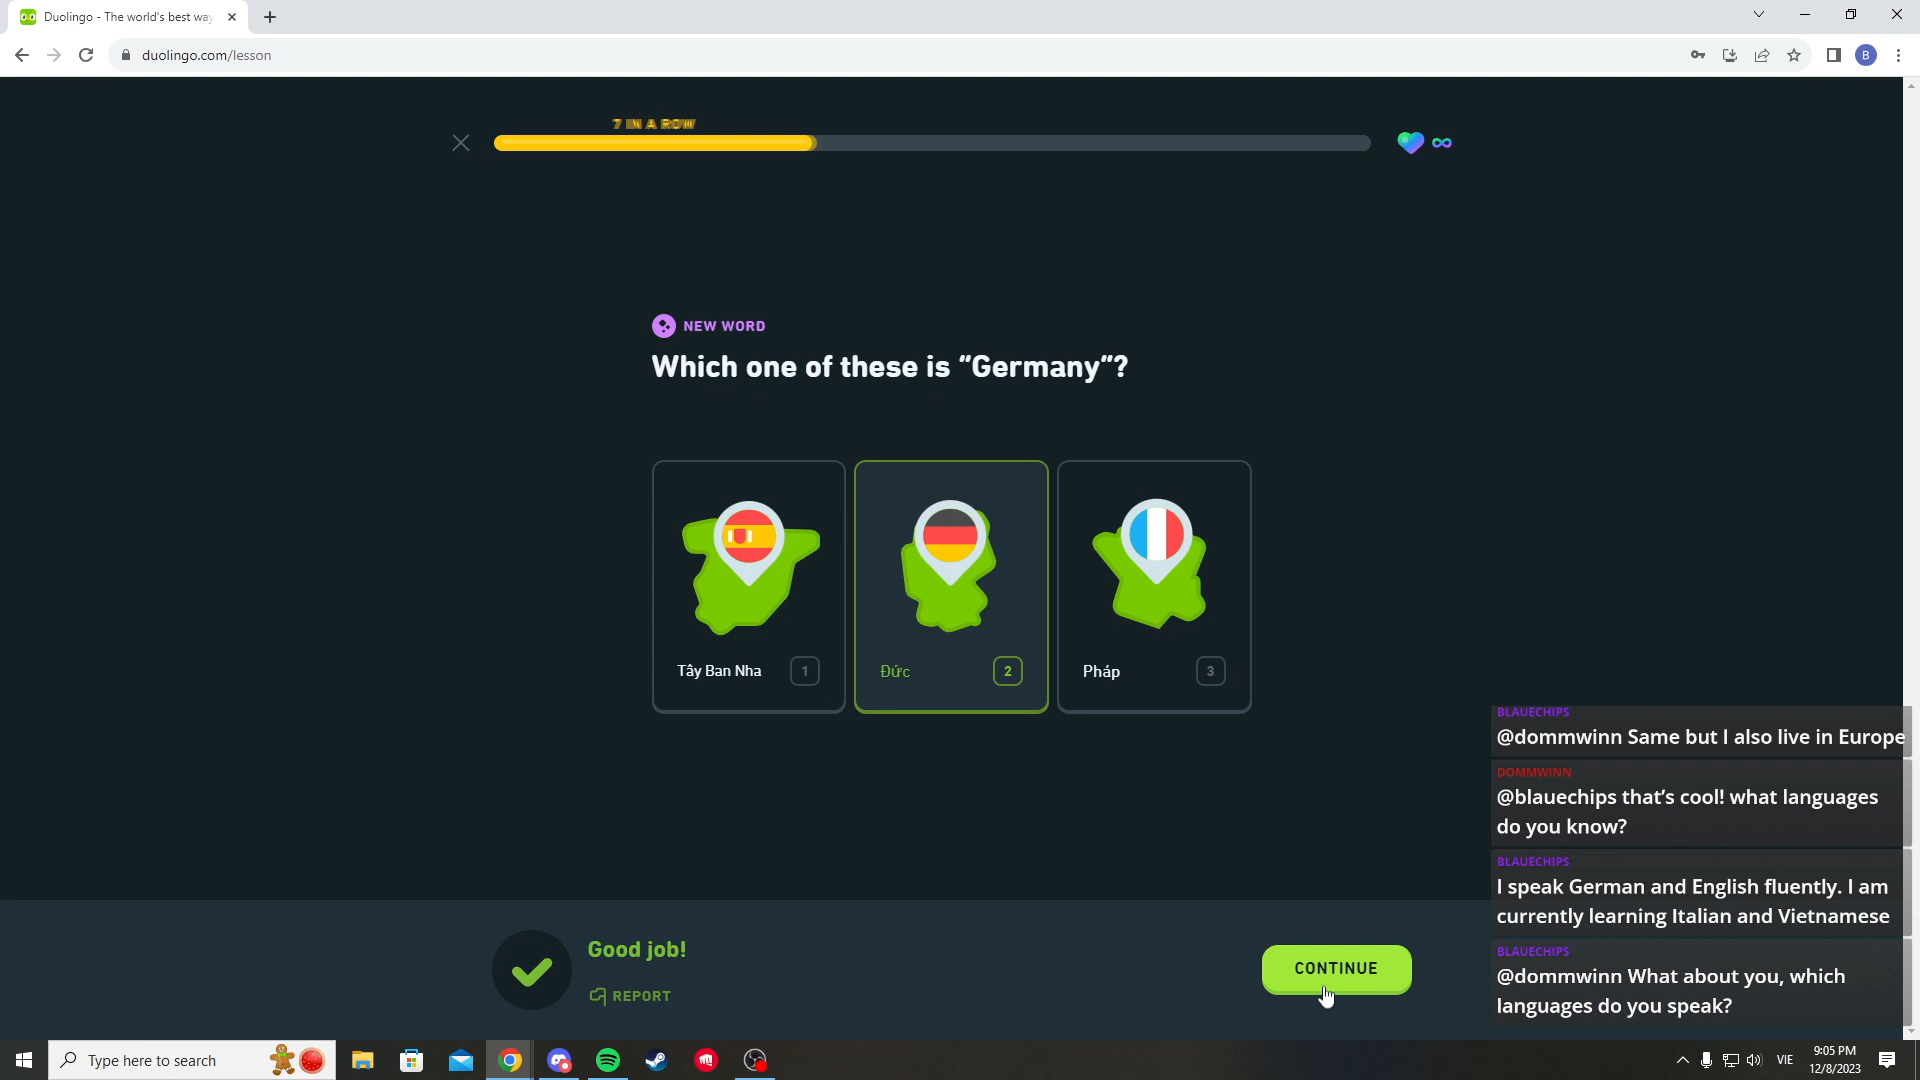 Duolingo - The world's best way
duolingo.com/lesson
B
7 IN A ROW
NEW WORD
Which one of these is “Germany”?
Tây Ban Nha 1
Đức 2
Pháp 3
Good job!
REPORT
CONTINUE
BLAUECHIPS
@dommwinn Same but I also live in Europe
DOMMWINN
@blauechips that’s cool! what languages
do you know?
BLAUECHIPS
I speak German and English fluently. I am
currently learning Italian and Vietnamese
BLAUECHIPS
@dommwinn What about you, which
languages do you speak?
Type here to search
VIE
9:05 PM
12/8/2023